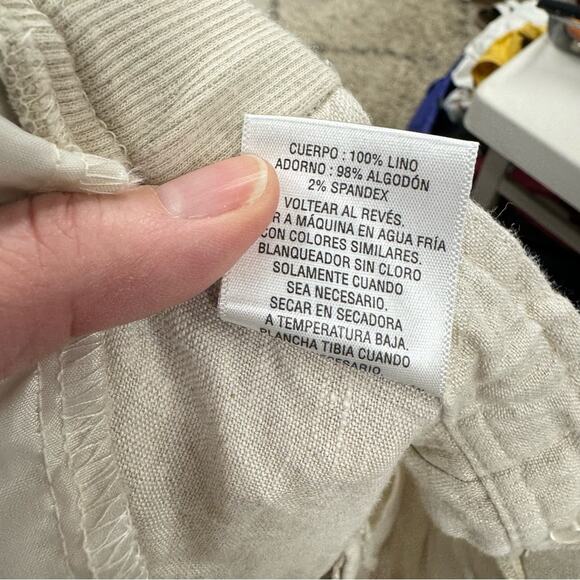 CUERPO : 100% LINO
ADORNO : 98% ALGODÓN
2% SPANDEX
VOLTEAR AL REVÉS.
A MÁQUINA EN AGUA FRÍA
CON COLORES SIMILARES.
BLANQUEADOR SIN CLORO
SOLAMENTE CUANDO
SEA NECESARIO.
SECAR EN SECADORA
A TEMPERATURA BAJA.
PLANCHA TIBIA CUANDO
NECESARIO